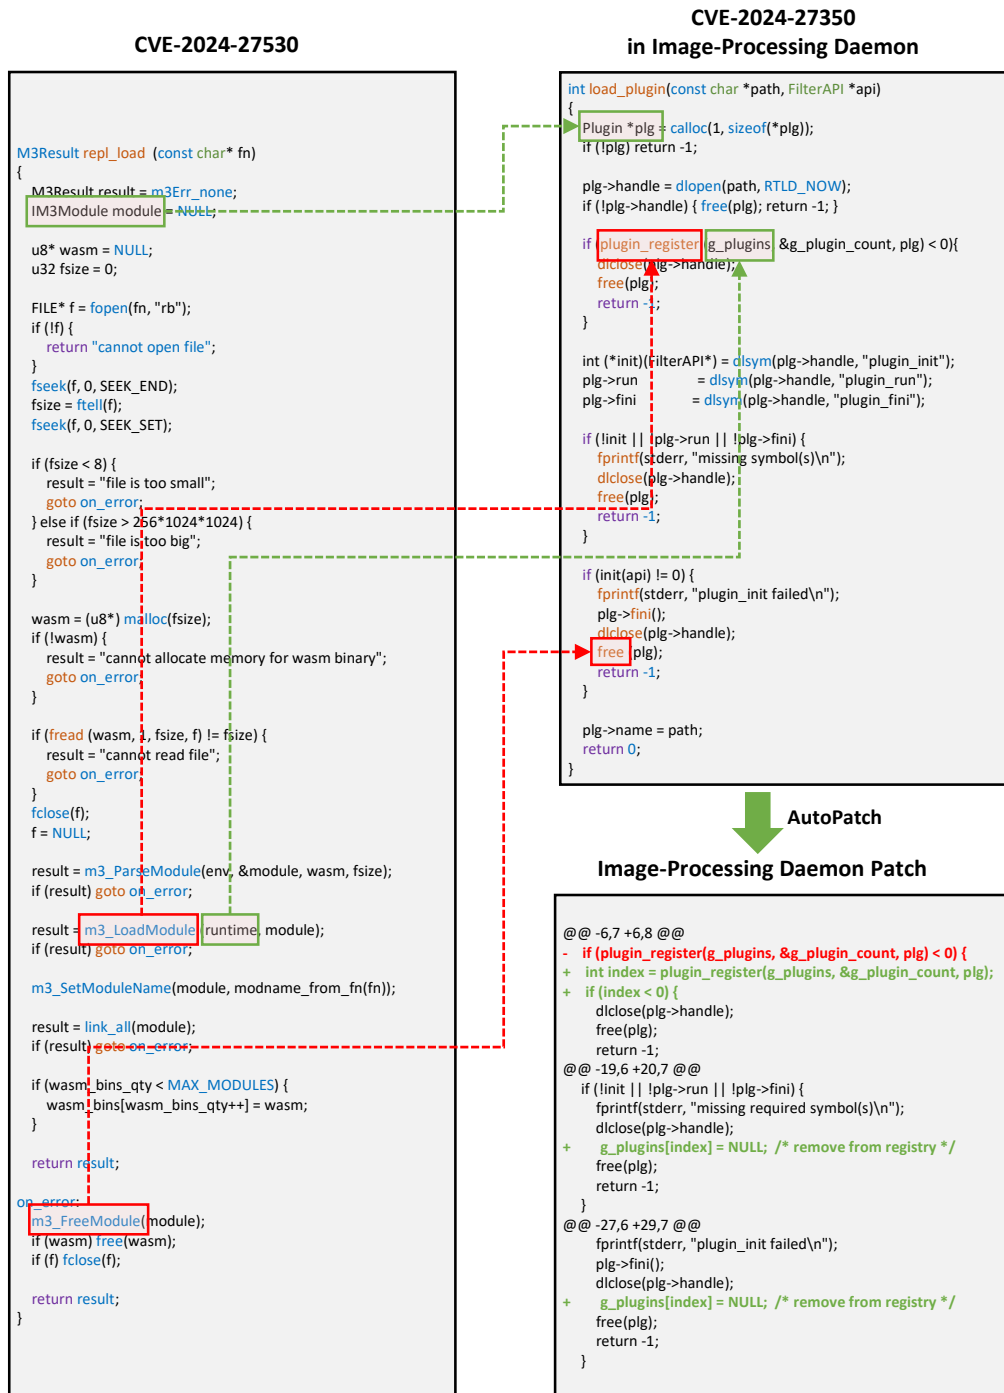 CVE-2024-27530
M3Result repl_load  (const char* fn)
{
M3Result result = m3Err_none;
IM3Module module = NULL;
u8* wasm = NULL;
u32 fsize = 0;
FILE* f = fopen(fn, "rb");
if (!f) {
return "cannot open file";
}
fseek(f, 0, SEEK_END);
fsize = ftell(f);
fseek(f, 0, SEEK_SET);
if (fsize < 8) {
result = "file is too small";
goto on_error;
} else if (fsize > 256*1024*1024) {
result = "file is too big";
goto on_error;
}
wasm = (u8*) malloc(fsize);
if (!wasm) {
result = "cannot allocate memory for wasm binary";
goto on_error;
}
if (fread (wasm, 1, fsize, f) != fsize) {
result = "cannot read file";
goto on_error;
}
fclose(f);
f = NULL;
result = m3_ParseModule(env, &module, wasm, fsize);
if (result) goto on_error;
result = m3_LoadModule (runtime, module);
if (result) goto on_error;
m3_SetModuleName(module, modname_from_fn(fn));
result = link_all(module);
if (result) goto on_error;
if (wasm_bins_qty < MAX_MODULES) {
wasm_bins[wasm_bins_qty++] = wasm;
}
return result;
on_error:
m3_FreeModule(module);
if (wasm) free(wasm);
if (f) fclose(f);
return result;
}
CVE-2024-27350
in Image-Processing Daemon
int load_plugin(const char *path, FilterAPI *api)
{
Plugin *plg = calloc(1, sizeof(*plg));
if (!plg) return -1;
plg->handle = dlopen(path, RTLD_NOW);
if (!plg->handle) { free(plg); return -1; }
if (plugin_register(g_plugins, &g_plugin_count, plg) < 0){
dlclose(plg->handle);
free(plg);
return -1;
}
int (*init)(FilterAPI*) = dlsym(plg->handle, "plugin_init");
plg->run = dlsym(plg->handle, "plugin_run");
plg->fini = dlsym(plg->handle, "plugin_fini");
if (!init || !plg->run || !plg->fini) {
fprintf(stderr, "missing symbol(s)\n");
dlclose(plg->handle);
free(plg);
return -1;
}
if (init(api) != 0) {
fprintf(stderr, "plugin_init failed\n");
plg->fini();
dlclose(plg->handle);
free (plg);
return -1;
}
plg->name = path;
return 0;
}
AutoPatch
Image-Processing Daemon Patch
@@ -6,7 +6,8 @@
- if (plugin_register(g_plugins, &g_plugin_count, plg) < 0) {
+ int index = plugin_register(g_plugins, &g_plugin_count, plg);
+ if (index < 0) {
dlclose(plg->handle);
free(plg);
return -1;
@@ -19,6 +20,7 @@
if (!init || !plg->run || !plg->fini) {
fprintf(stderr, "missing required symbol(s)\n");
dlclose(plg->handle);
+ g_plugins[index] = NULL; /* remove from registry */
free(plg);
return -1;
}
@@ -27,6 +29,7 @@
fprintf(stderr, "plugin_init failed\n");
plg->fini();
dlclose(plg->handle);
+ g_plugins[index] = NULL; /* remove from registry */
free(plg);
return -1;
}